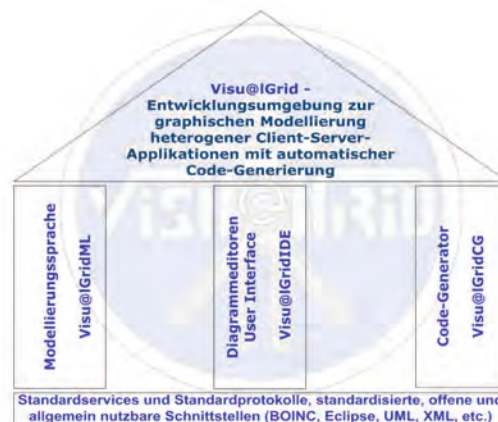 Visu@lGrid -
Entwicklungsumgebung zur
graphischen Modellierung
heterogener Client-Server-
Applikationen mit automatischer
Code-Generierung
Modellierungssprache
Visu@lGridML
Diagrammeditoren
User Interface
Visu@lGridIDE
Code-Generator
Visu@lGridCG
Standardservices und Standardprotokolle, standardisierte, offene und
allgemein nutzbare Schnittstellen (BOINC, Eclipse, UML, XML, etc.)